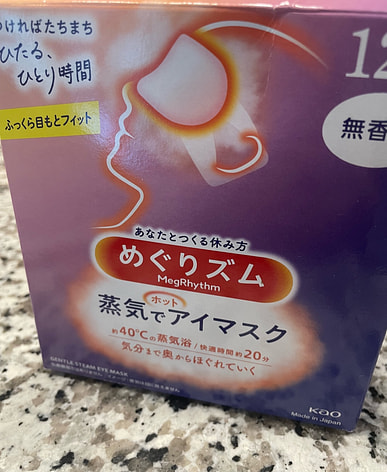 つければたちまち
ひたる、
ひとり時間
ふっくら目もとフィット
12
無香
あなたとつくる休み方
めぐりズム
MegRhythm
ホット
蒸気でアイマスク
約40℃の蒸気浴/快適時間約20分
気分まで奥からほぐれていく
GENTLE STEAM EYE MASK
Kao
Made in Japan